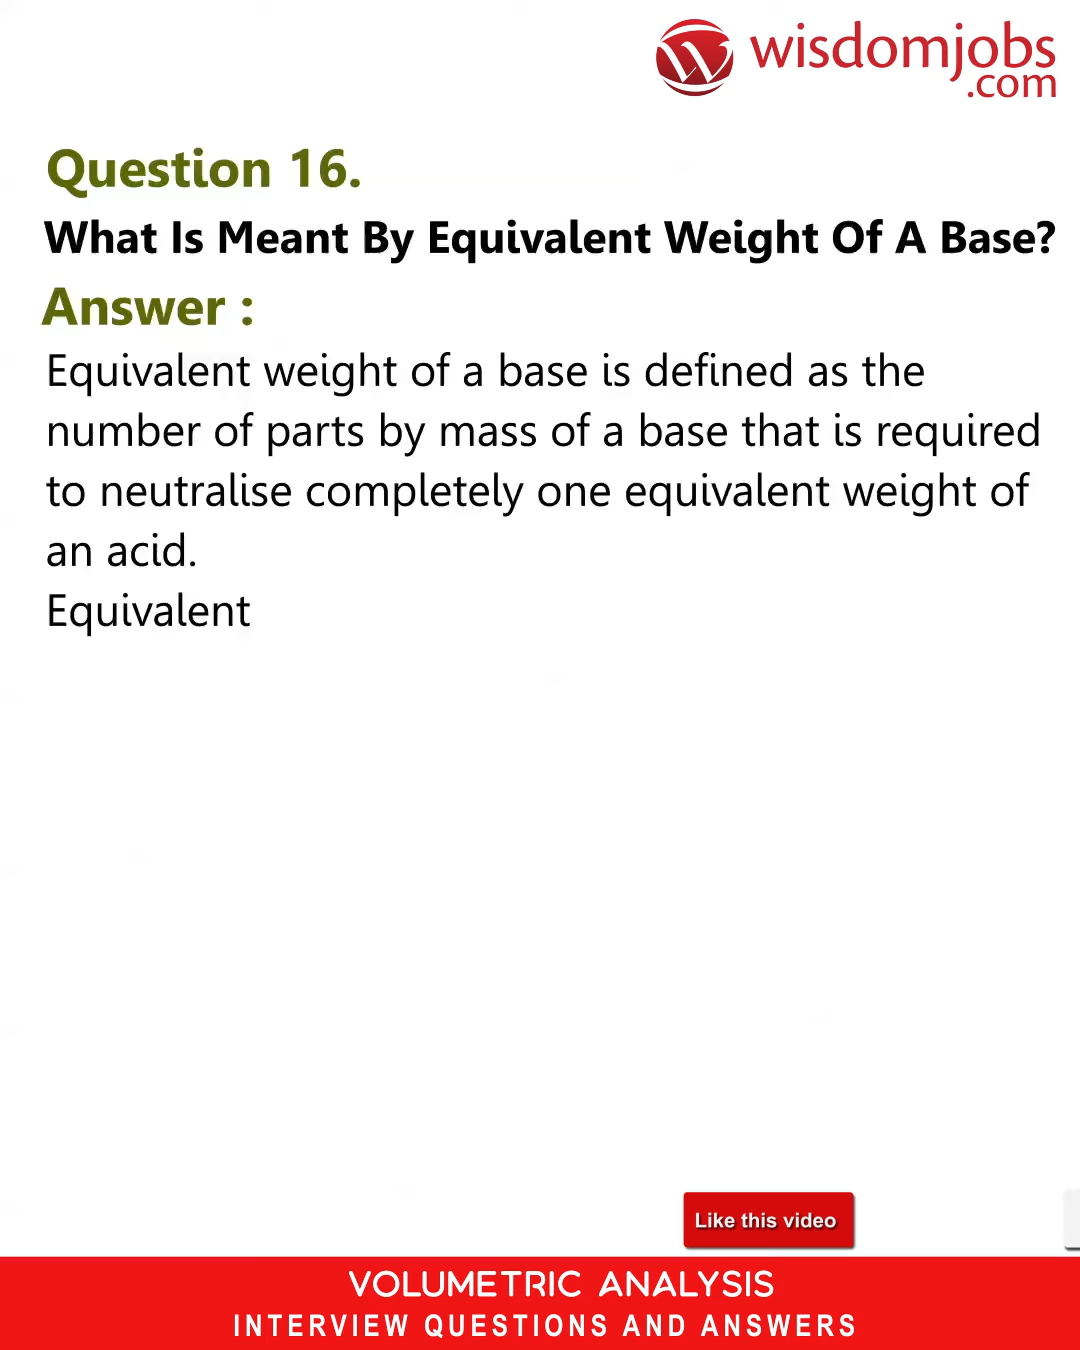 wisdomjobs
.com
Question 16.
What Is Meant By Equivalent Weight Of A Base?
Answer :
Equivalent weight of a base is defined as the
number of parts by mass of a base that is required
to neutralise completely one equivalent weight of
an acid.
Equivalent
Like this video
VOLUMETRIC ANALYSIS
INTERVIEW QUESTIONS AND ANSWERS